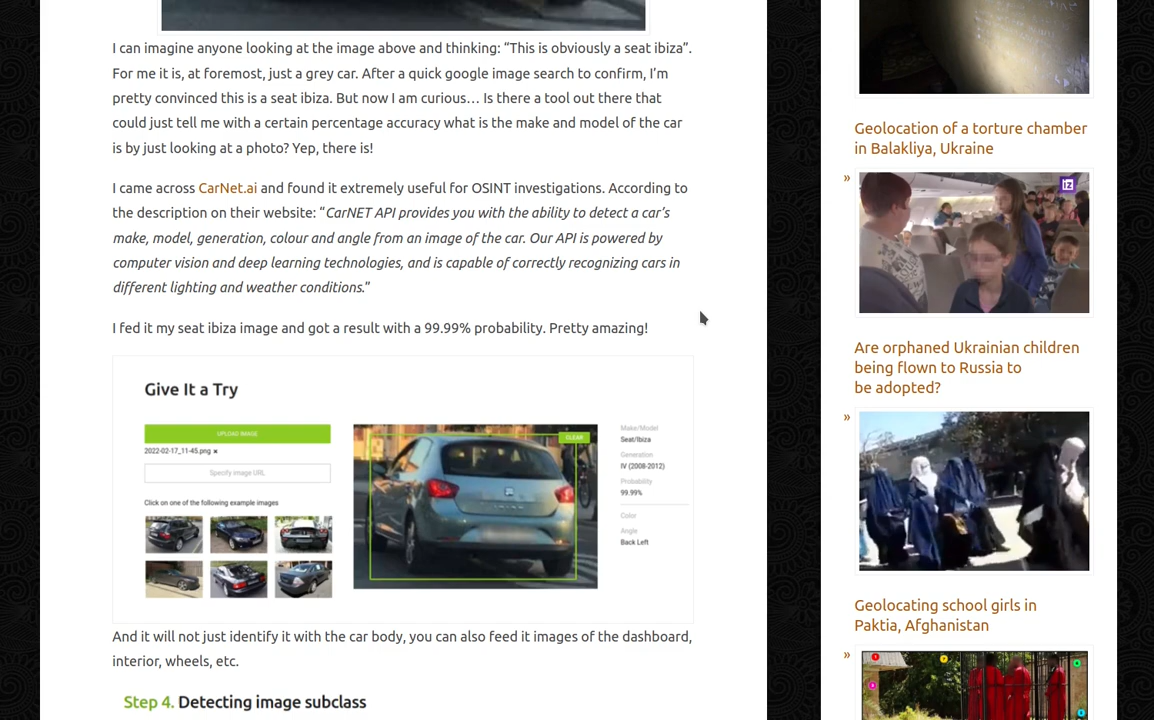 I can imagine anyone looking at the image above and thinking: “This is obviously a seat ibiza”.
For me it is, at foremost, just a grey car. After a quick google image search to confirm, I’m
pretty convinced this is a seat ibiza. But now I am curious… Is there a tool out there that
could just tell me with a certain percentage accuracy what is the make and model of the car
is by just looking at a photo? Yep, there is!
I came across CarNet.ai and found it extremely useful for OSINT investigations. According to
the description on their website: “CarNET API provides you with the ability to detect a car’s
make, model, generation, colour and angle from an image of the car. Our API is powered by
computer vision and deep learning technologies, and is capable of correctly recognizing cars in
different lighting and weather conditions.”
I fed it my seat ibiza image and got a result with a 99.99% probability. Pretty amazing!
Give It a Try
UPLOAD IMAGE
2022-02-17_11-45.png ×
Specify image URL
Click on one of the following example images
CLEAR
Make/Model
Seat/Ibiza
Generation
IV (2008-2012)
Probability
99.99%
Color
Angle
Back Left
And it will not just identify it with the car body, you can also feed it images of the dashboard,
interior, wheels, etc.
Step 4. Detecting image subclass
Geolocation of a torture chamber
in Balakliya, Ukraine
»
Are orphaned Ukrainian children
being flown to Russia to
be adopted?
»
Geolocating school girls in
Paktia, Afghanistan
»